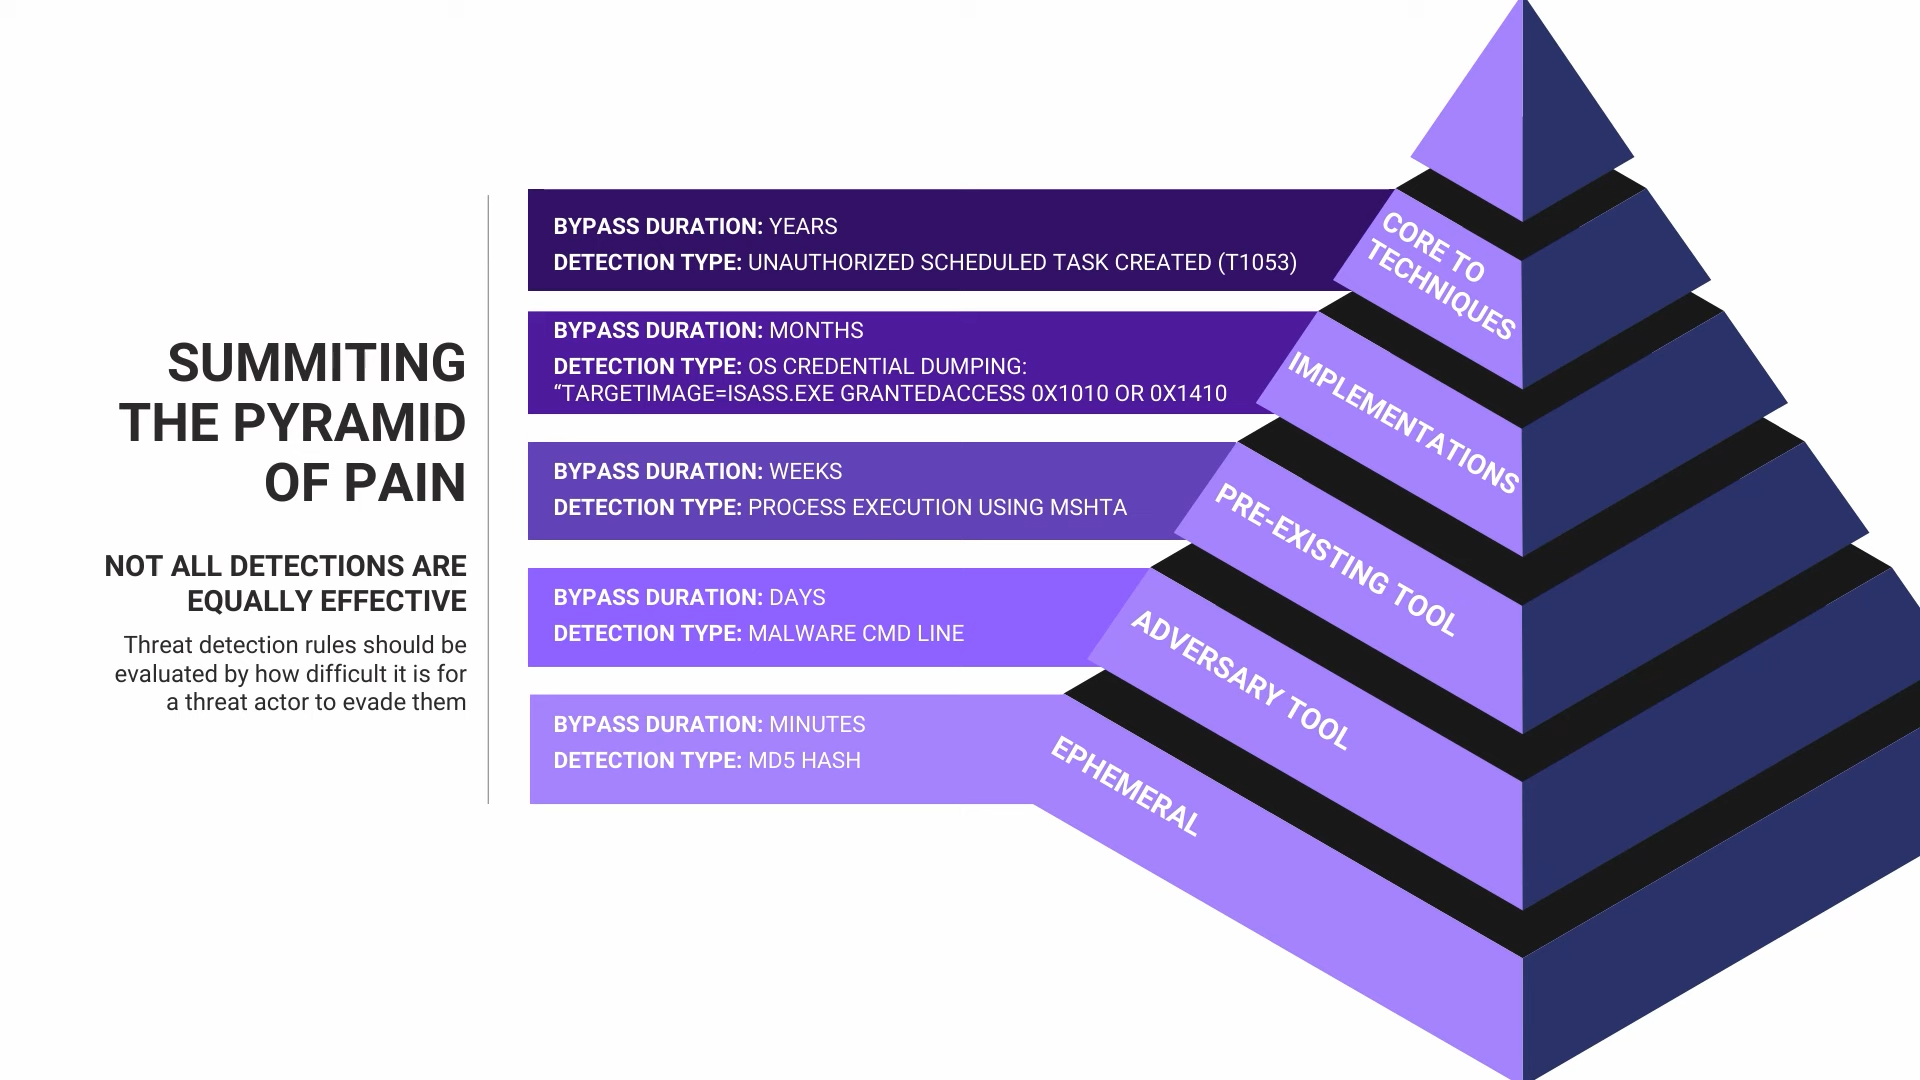 SUMMITING
THE PYRAMID
OF PAIN
NOT ALL DETECTIONS ARE
EQUALLY EFFECTIVE
Threat detection rules should be
evaluated by how difficult it is for
a threat actor to evade them
BYPASS DURATION: YEARS
DETECTION TYPE: UNAUTHORIZED SCHEDULED TASK CREATED (T1053)
CORE TO
TECHNIQUES
BYPASS DURATION: MONTHS
DETECTION TYPE: OS CREDENTIAL DUMPING:
“TARGETIMAGE=ISASS.EXE GRANTEDACCESS 0X1010 OR 0X1410
IMPLEMENTATIONS
BYPASS DURATION: WEEKS
DETECTION TYPE: PROCESS EXECUTION USING MSHTA
PRE-EXISTING TOOL
BYPASS DURATION: DAYS
DETECTION TYPE: MALWARE CMD LINE
ADVERSARY TOOL
BYPASS DURATION: MINUTES
DETECTION TYPE: MD5 HASH
EPHEMERAL